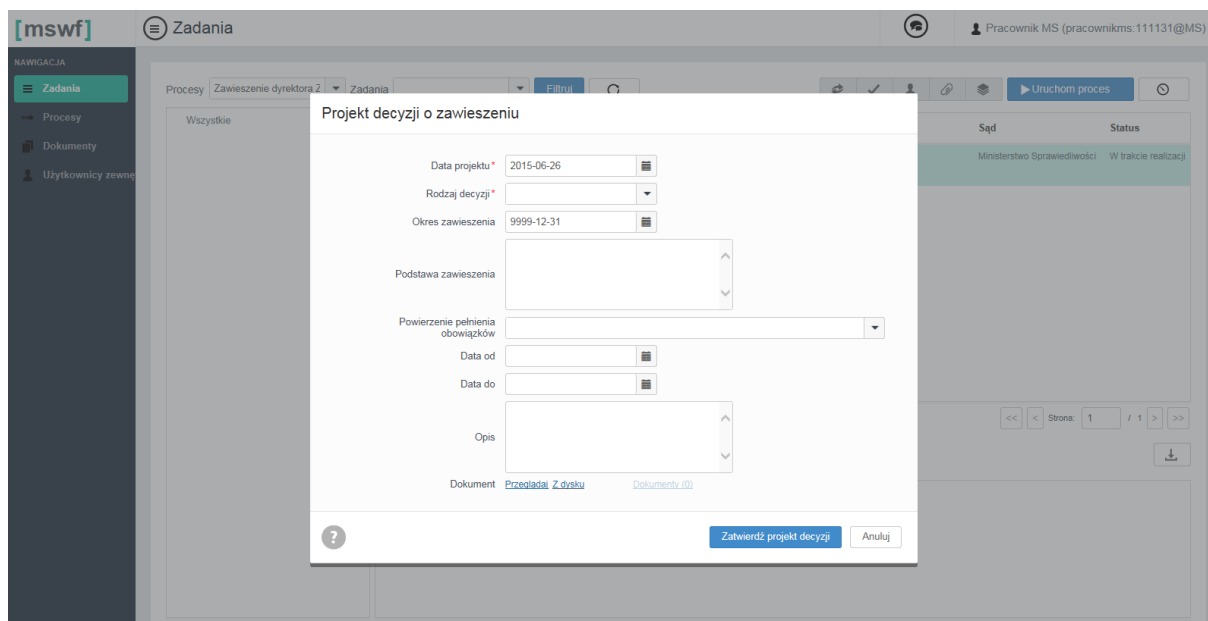 [mswf]
Zadania
Pracownik MS (pracownikms:111131@MS)
NAWIGACJA
Zadania
Procesy
Dokumenty
Użytkownicy zewnę
Procesy Zawieszenie dyrektora Z Zadania Filtruj
Uruchom proces
Wszystkie
Sąd Status
Ministerstwo Sprawiedliwości W trakcie realizacji
Projekt decyzji o zawieszeniu
Data projektu* 2015-06-26
Rodzaj decyzji*
Okres zawieszenia 9999-12-31
Podstawa zawieszenia
Powierzenie pełnienia
obowiązków
Data od
Data do
Opis
Dokument Przeglądaj Z dysku Dokumenty (0)
? Zatwierdź projekt decyzji Anuluj
<< < Strona: 1 / 1 > >>